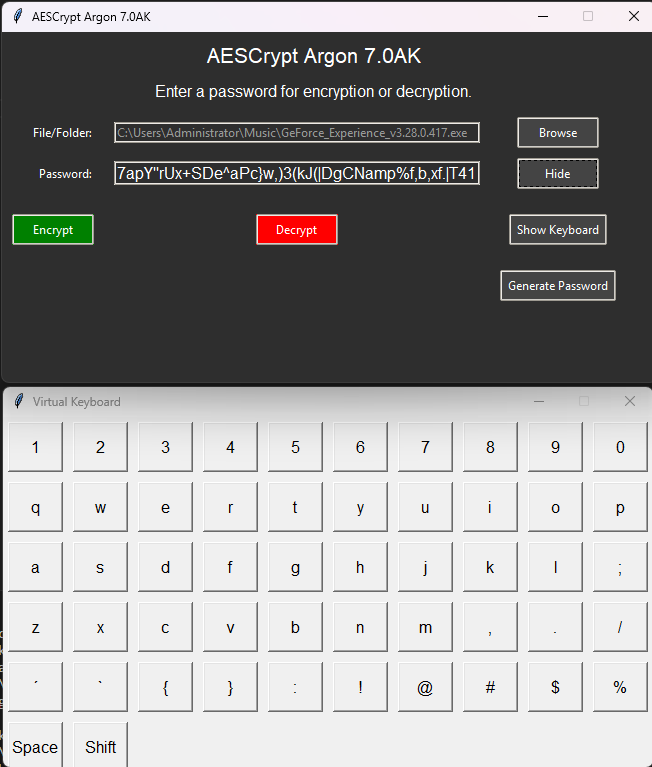 AESCrypt Argon 7.0AK
AESCrypt Argon 7.0AK
Enter a password for encryption or decryption.
File/Folder: C:\Users\Administrator\Music\GeForce_Experience_v3.28.0.417.exe Browse
Password: 7apY"rUx+SDe^aPc}w,)3(kJ(|DgCNamp%f,b,xf.|T41 Hide
Encrypt Decrypt Show Keyboard
Generate Password
Virtual Keyboard
1 2 3 4 5 6 7 8 9 0
q w e r t y u i o p
a s d f g h j k l ;
z x c v b n m , . /
´ ` { } : ! @ # $ %
Space Shift